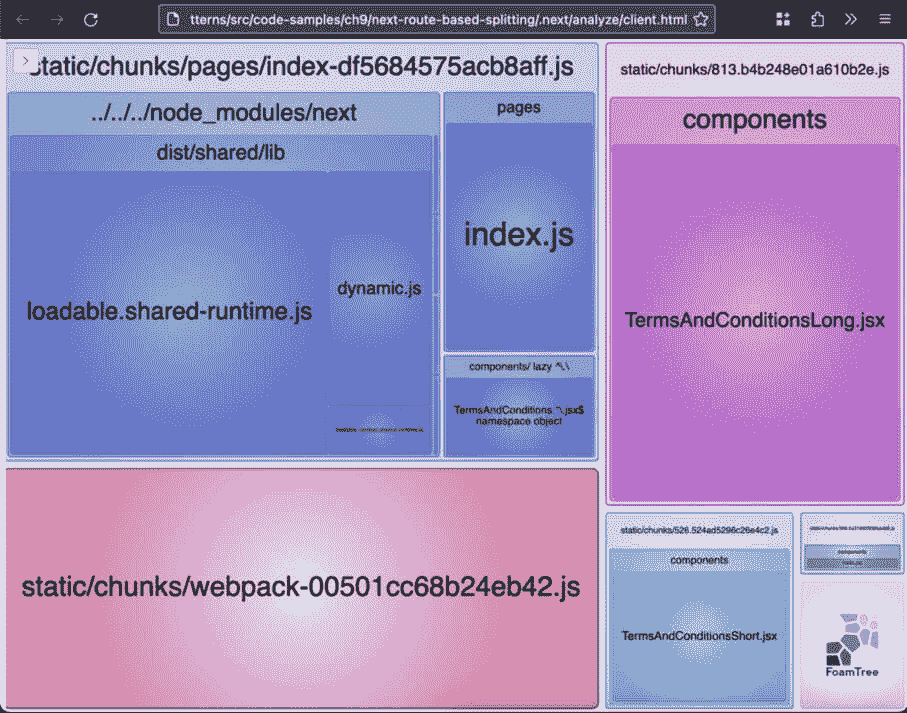 tterns/src/code-samples/ch9/next-route-based-splitting/.next/analyze/client.html
static/chunks/pages/index-df5684575acb8aff.js
../../../node_modules/next
dist/shared/lib
loadable.shared-runtime.js
dynamic.js
pages
index.js
components/ lazy ^\.\
TermsAndConditions \.jsx$
namespace object
static/chunks/webpack-00501cc68b24eb42.js
static/chunks/813.b4b248e01a610b2e.js
components
TermsAndConditionsLong.jsx
static/chunks/526.524ad5296c26e4c2.js
components
TermsAndConditionsShort.jsx
components
FoamTree